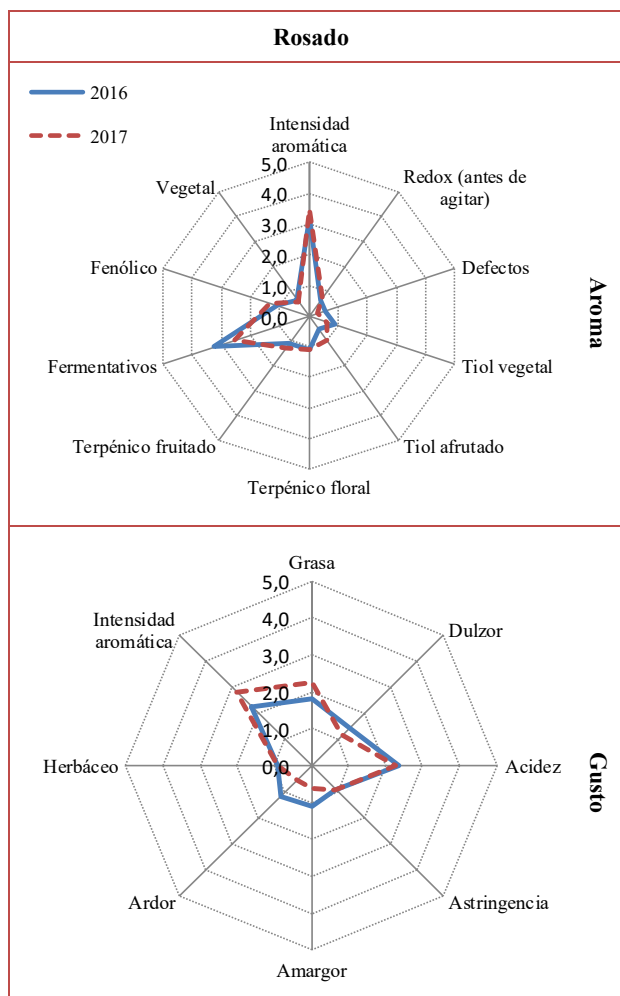 Rosado
2016
2017
Intensidad
aromática
Redox (antes de
agitar)
Defectos
Tiol vegetal
Tiol afrutado
Terpénico floral
Terpénico fruitado
Fermentativos
Fenólico
Vegetal
5,0
4,0
3,0
2,0
1,0
0,0
Aroma
Grasa
Dulzor
Acidez
Astringencia
Amargor
Ardor
Herbáceo
Intensidad
aromática
5,0
4,0
3,0
2,0
1,0
0,0
Gusto